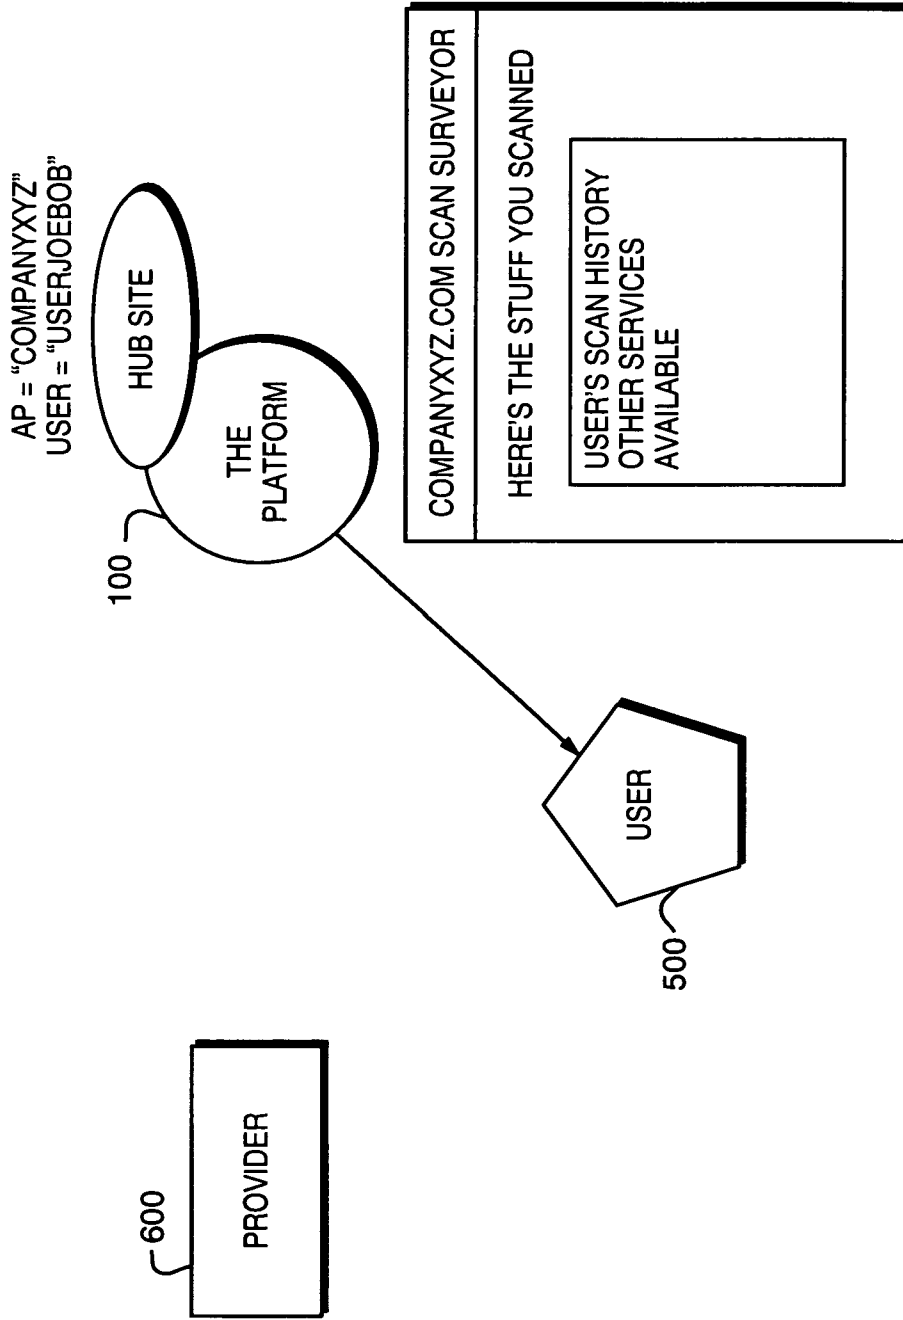 600
PROVIDER
500
USER
100
THE
PLATFORM
HUB SITE
AP = “COMPANYXYZ”
USER = “USERJOEBOB”
COMPANYXYZ.COM SCAN SURVEYOR
HERE'S THE STUFF YOU SCANNED
USER'S SCAN HISTORY
OTHER SERVICES
AVAILABLE